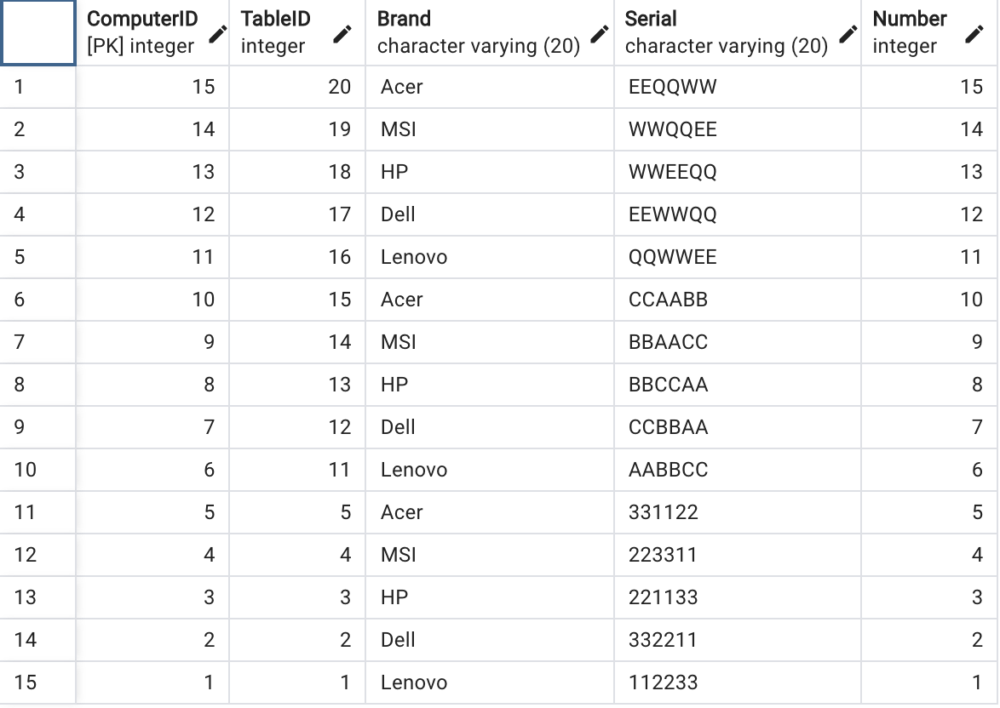 ComputerID TableID Brand Serial Number
[PK] integer integer character varying (20) character varying (20) integer
1 15 20 Acer EEQQWW 15
2 14 19 MSI WWQQEE 14
3 13 18 HP WWEEQQ 13
4 12 17 Dell EEWWQQ 12
5 11 16 Lenovo QQWWEE 11
6 10 15 Acer CCAABB 10
7 9 14 MSI BBAACC 9
8 8 13 HP BBCCAA 8
9 7 12 Dell CCBBAA 7
10 6 11 Lenovo AABBCC 6
11 5 5 Acer 331122 5
12 4 4 MSI 223311 4
13 3 3 HP 221133 3
14 2 2 Dell 332211 2
15 1 1 Lenovo 112233 1